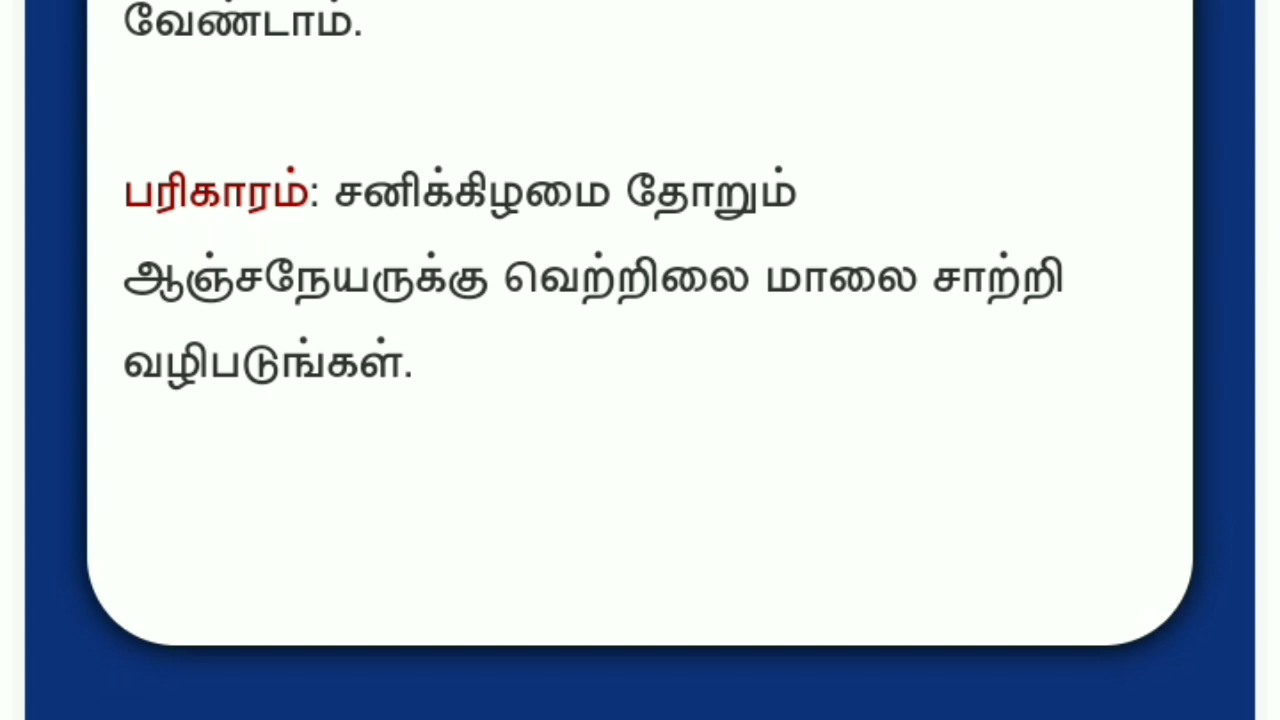 வேண்டாம்.
பரிகாரம்: சனிக்கிழமை தோறும்
ஆஞ்சநேயருக்கு வெற்றிலை மாலை சாற்றி
வழிபடுங்கள்.